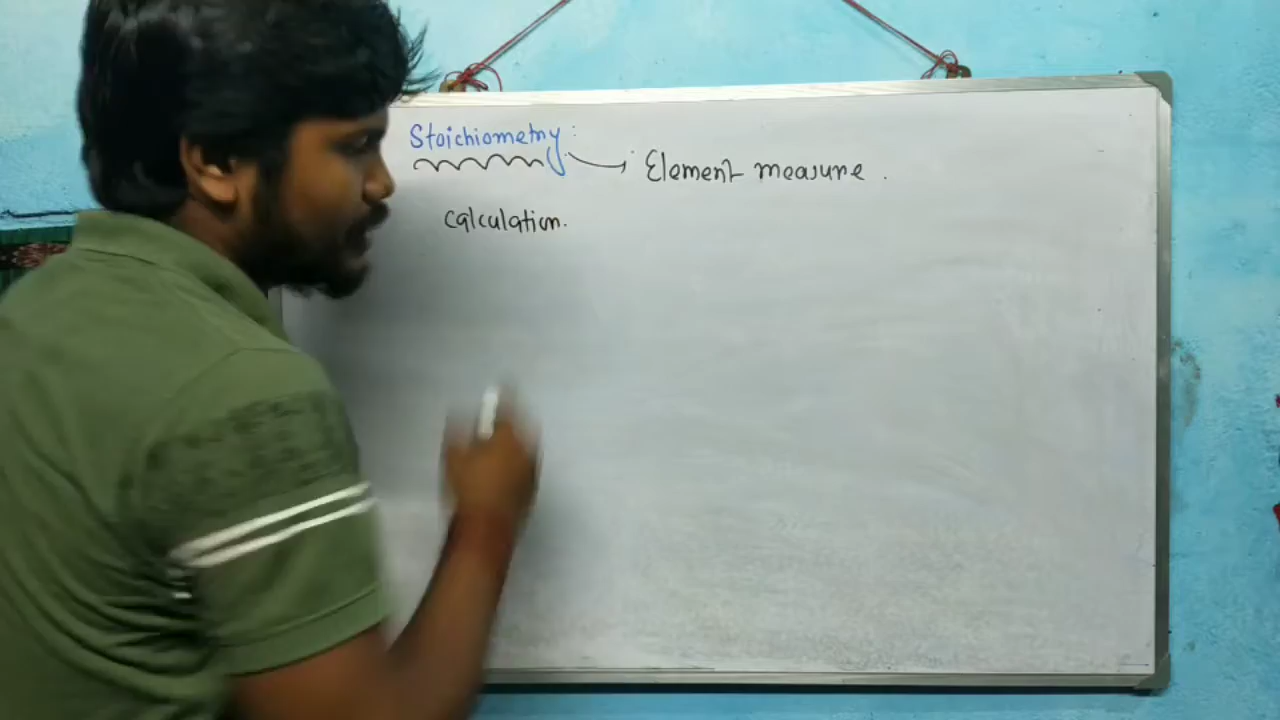 Stoichiometry :
Element measure .
calculation.